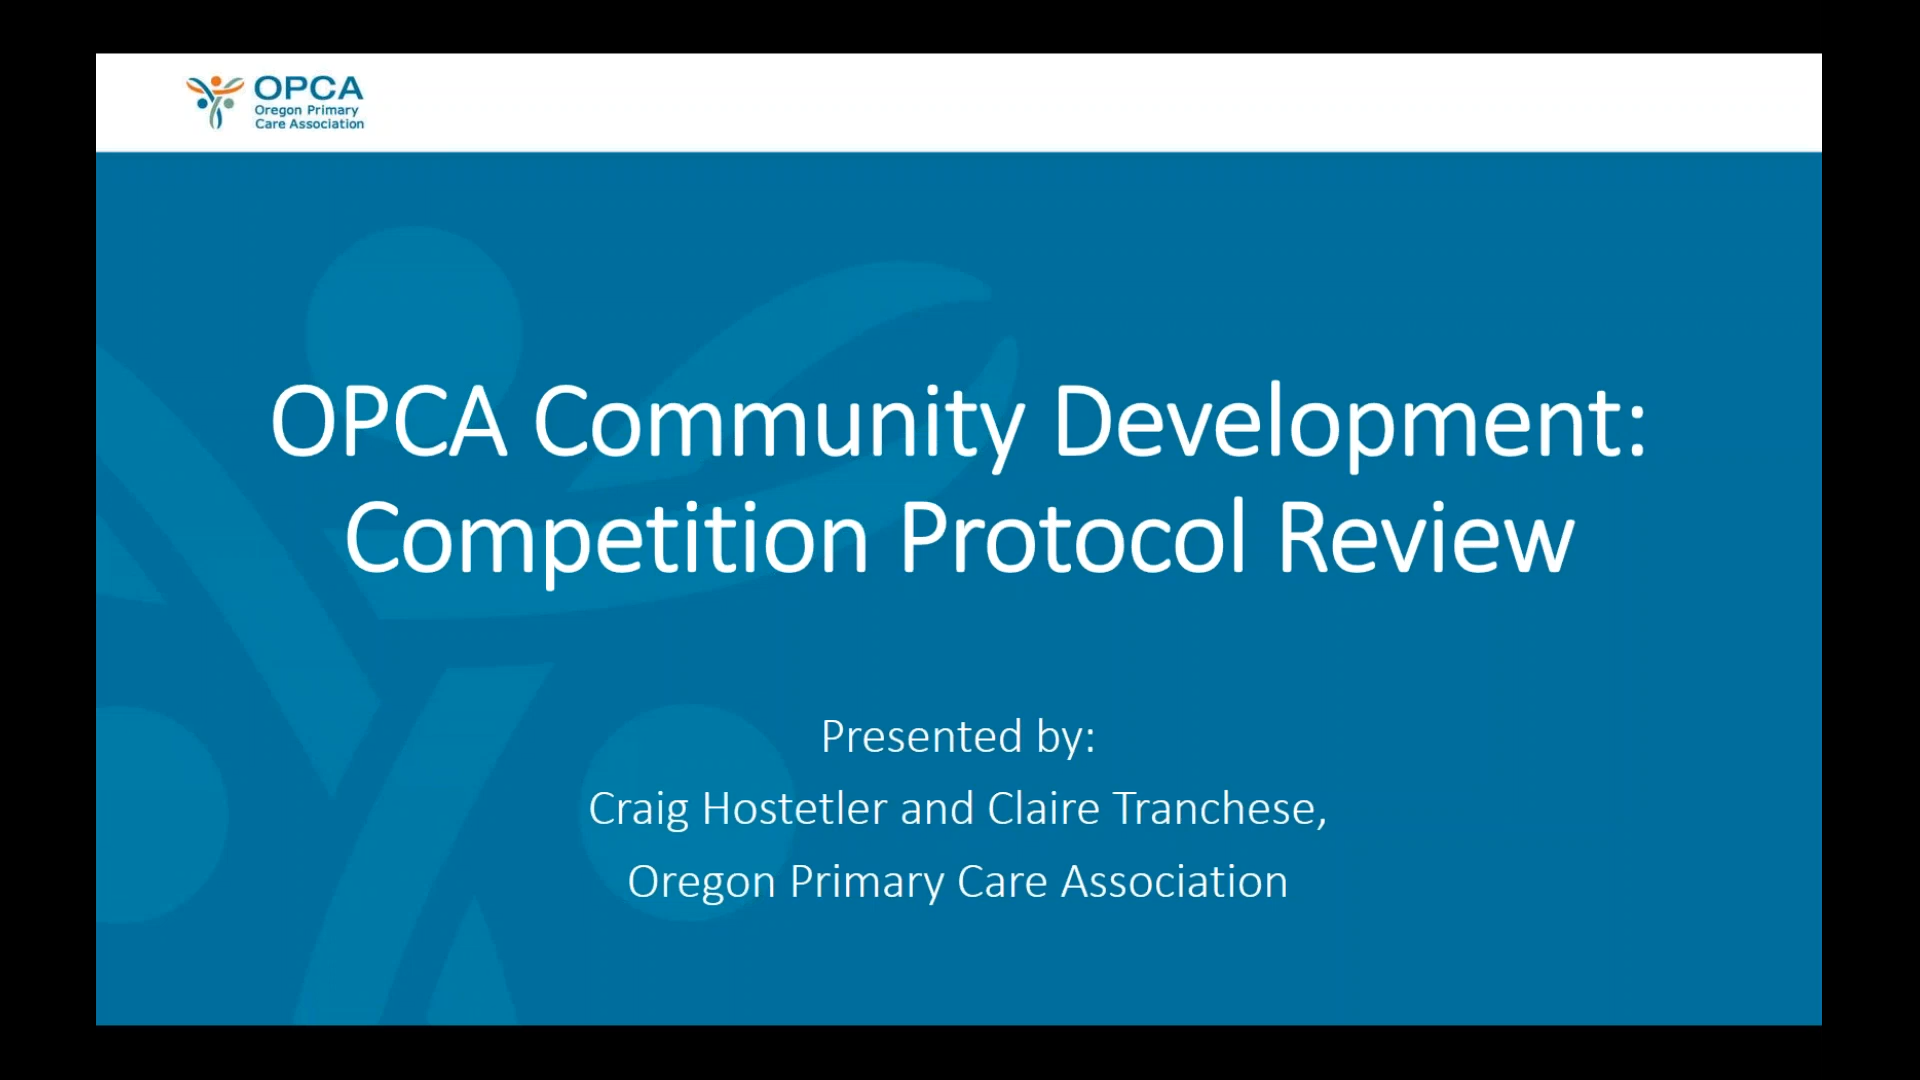 OPCA
Oregon Primary
Care Association
OPCA Community Development:
Competition Protocol Review
Presented by:
Craig Hostetler and Claire Tranchese,
Oregon Primary Care Association